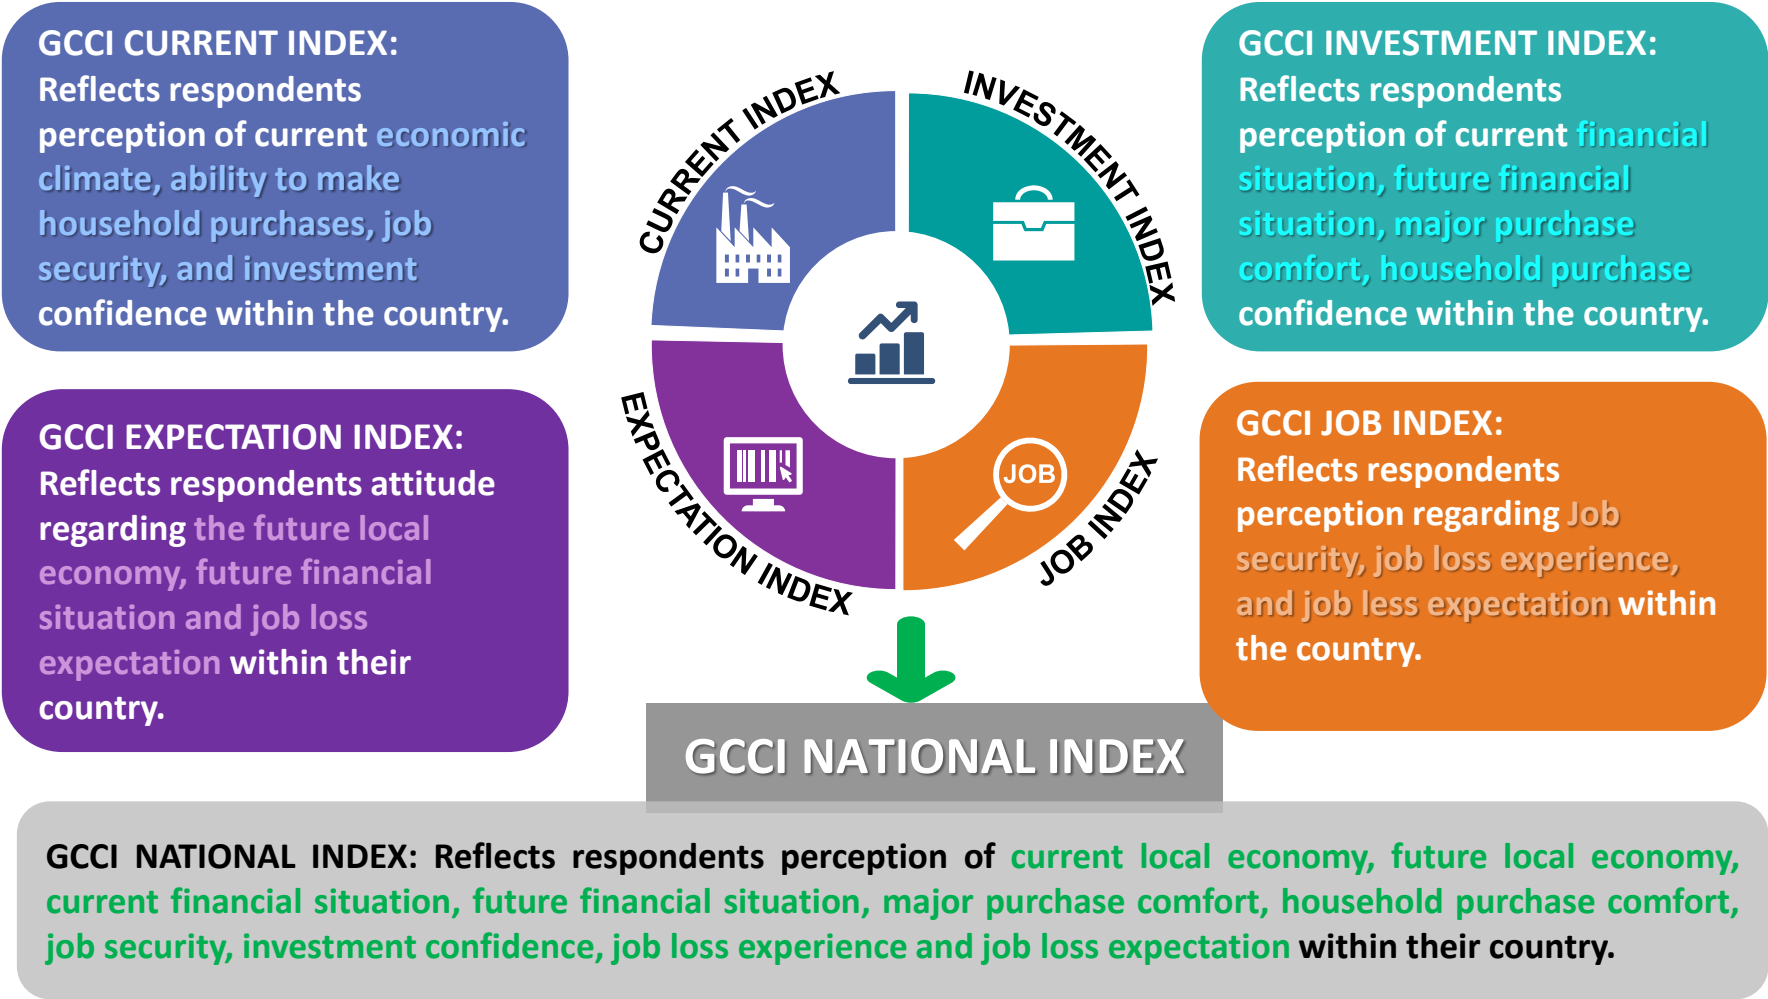 GCCI CURRENT INDEX:
Reflects respondents
perception of current economic
climate, ability to make
household purchases, job
security, and investment
confidence within the country.
GCCI INVESTMENT INDEX:
Reflects respondents
perception of current financial
situation, future financial
situation, major purchase
comfort, household purchase
confidence within the country.
CURRENT INDEX
INVESTMENT INDEX
EXPECTATION INDEX
JOB INDEX
JOB
GCCI EXPECTATION INDEX:
Reflects respondents attitude
regarding the future local
economy, future financial
situation and job loss
expectation within their
country.
GCCI JOB INDEX:
Reflects respondents
perception regarding Job
security, job loss experience,
and job less expectation within
the country.
GCCI NATIONAL INDEX
GCCI NATIONAL INDEX: Reflects respondents perception of current local economy, future local economy,
current financial situation, future financial situation, major purchase comfort, household purchase comfort,
job security, investment confidence, job loss experience and job loss expectation within their country.